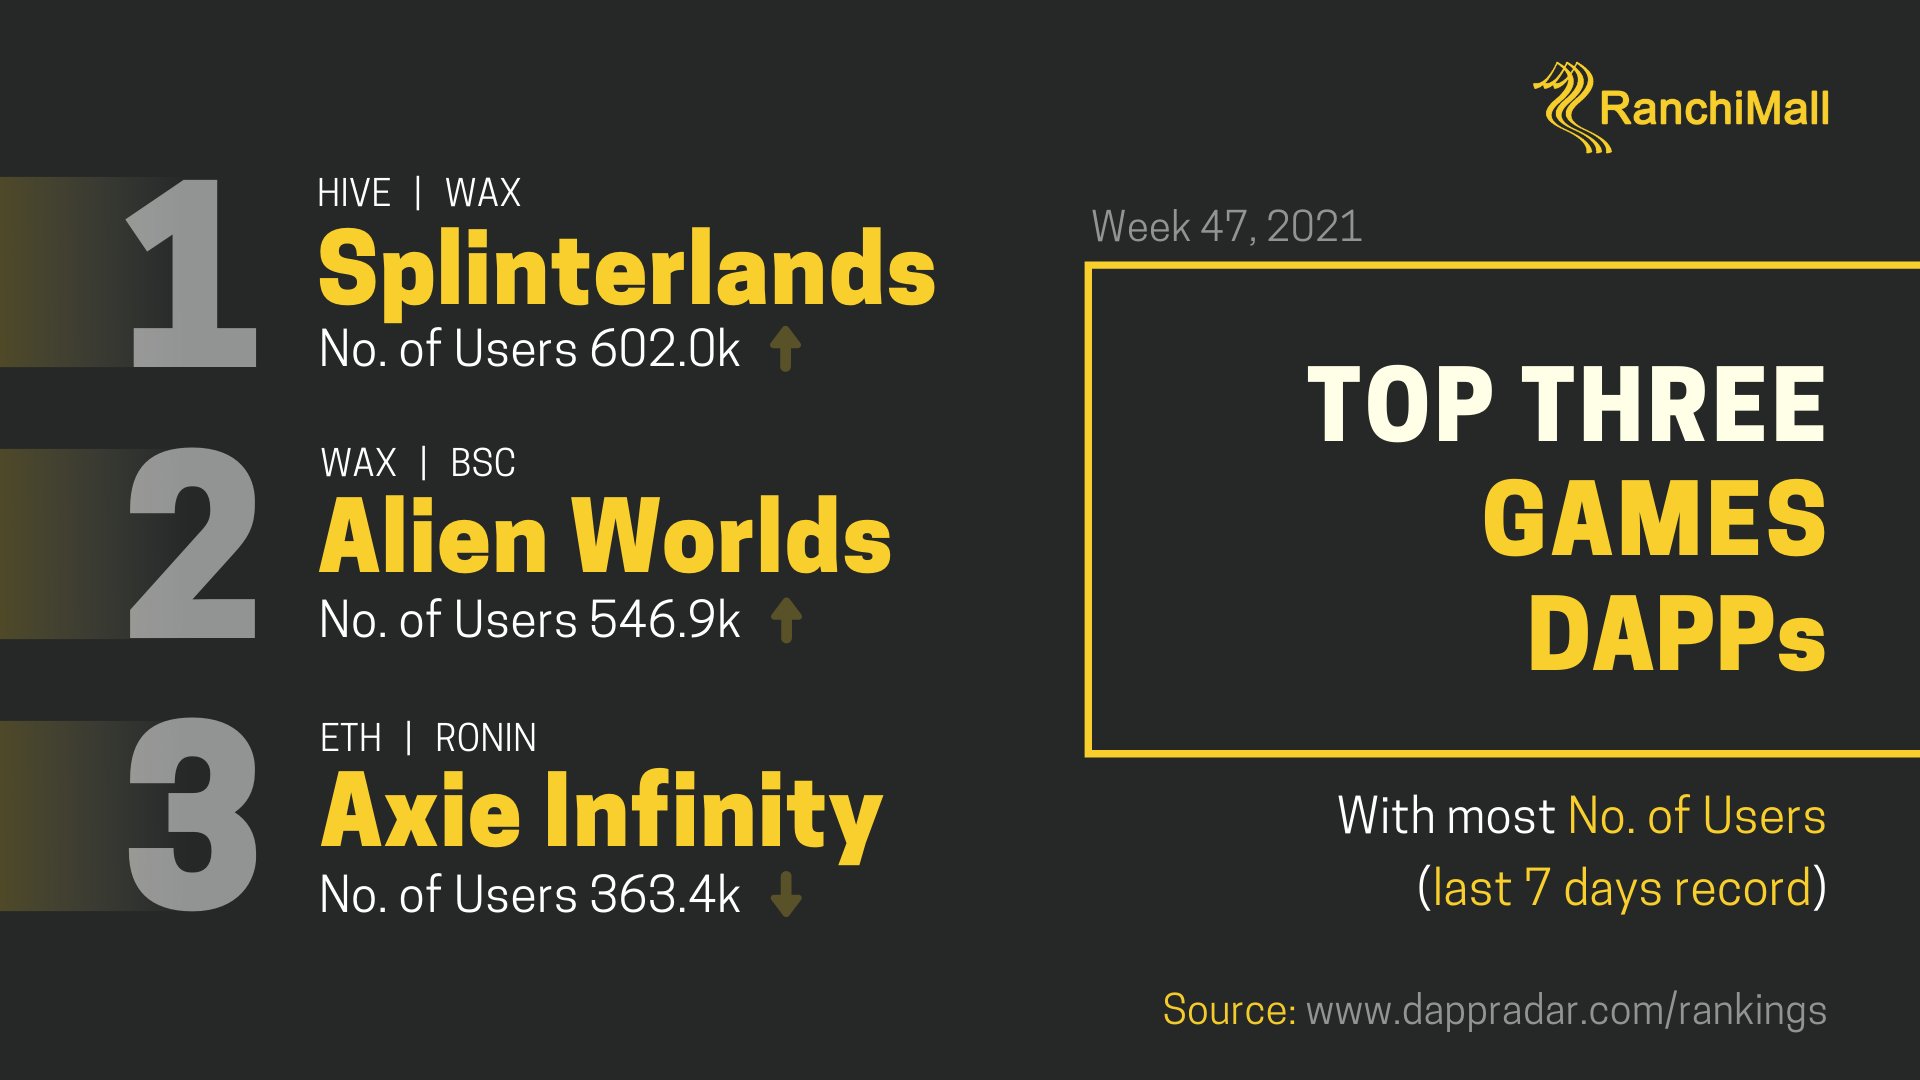 RanchiMall
1
HIVE | WAX
Splinterlands
No. of Users 602.0k
2
WAX | BSC
Alien Worlds
No. of Users 546.9k
3
ETH | RONIN
Axie Infinity
No. of Users 363.4k
Week 47, 2021
TOP THREE
GAMES
DAPPs
With most No. of Users
(last 7 days record)
Source: www.dappradar.com/rankings